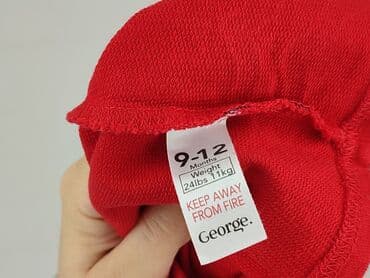 9-12
Months
Weight
24lbs 11kg
KEEP AWAY
FROM FIRE
George.